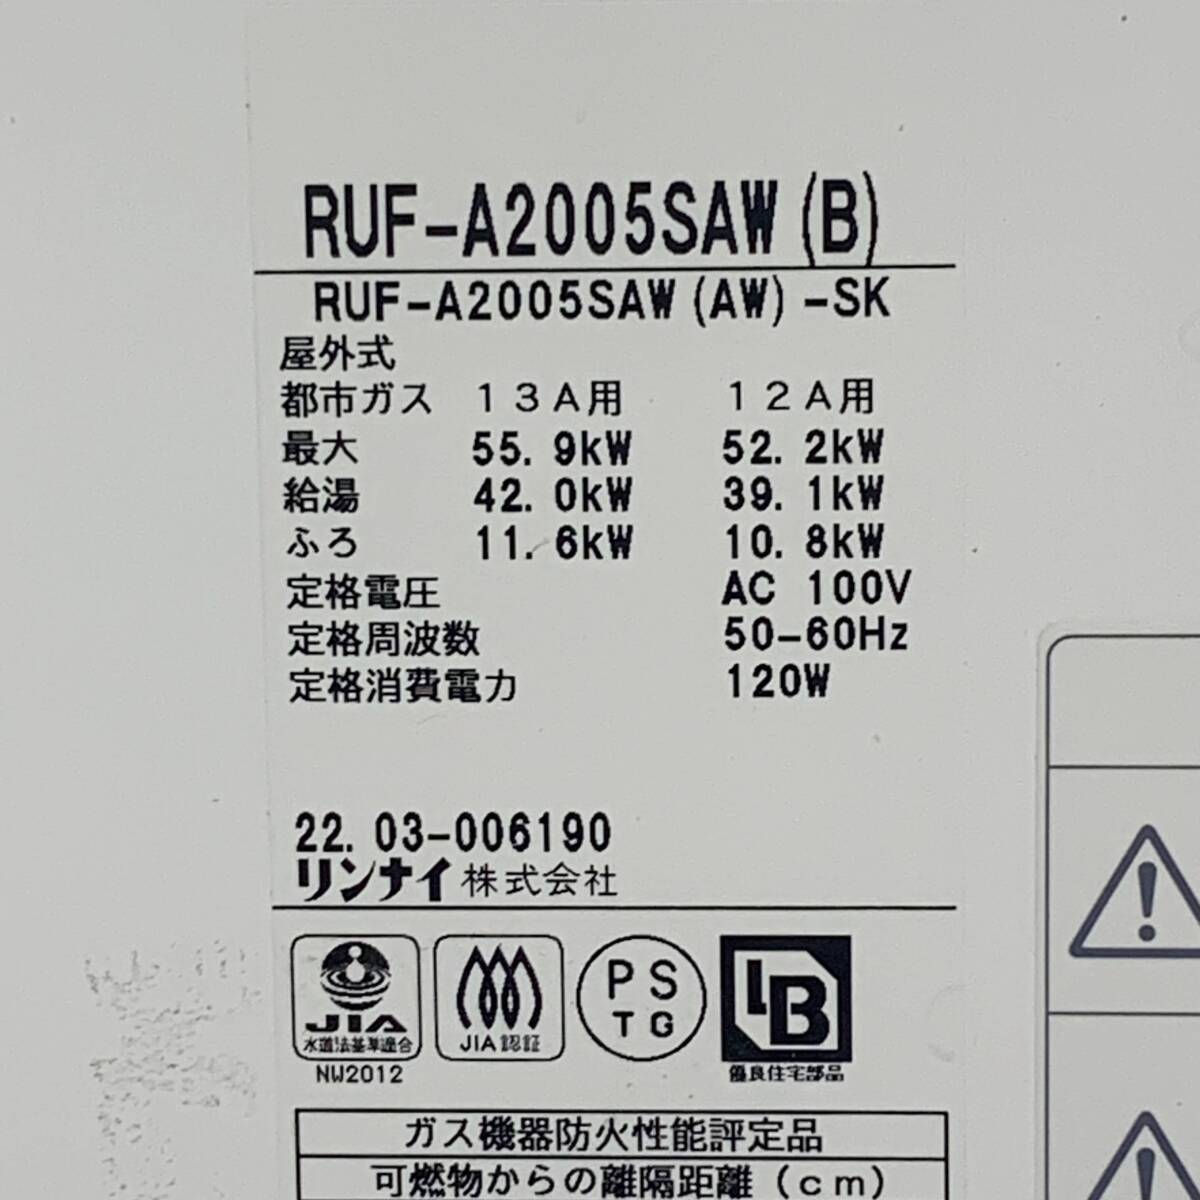 RUF-A2005SAW(B)
RUF-A2005SAW(AW)-SK
屋外式
都市ガス 13A用 12A用
最大 55.9kW 52.2kW
給湯 42.0kW 39.1kW
ふろ 11.6kW 10.8kW
定格電圧 AC 100V
定格周波数 50-60Hz
定格消費電力 120W
22.03-006190
リンナイ株式会社
JIA
水道法基準適合
NW2012
JIA認証
PS
TG
LB
優良住宅部品
ガス機器防火性能評定品
可燃物からの離隔距離(cm)